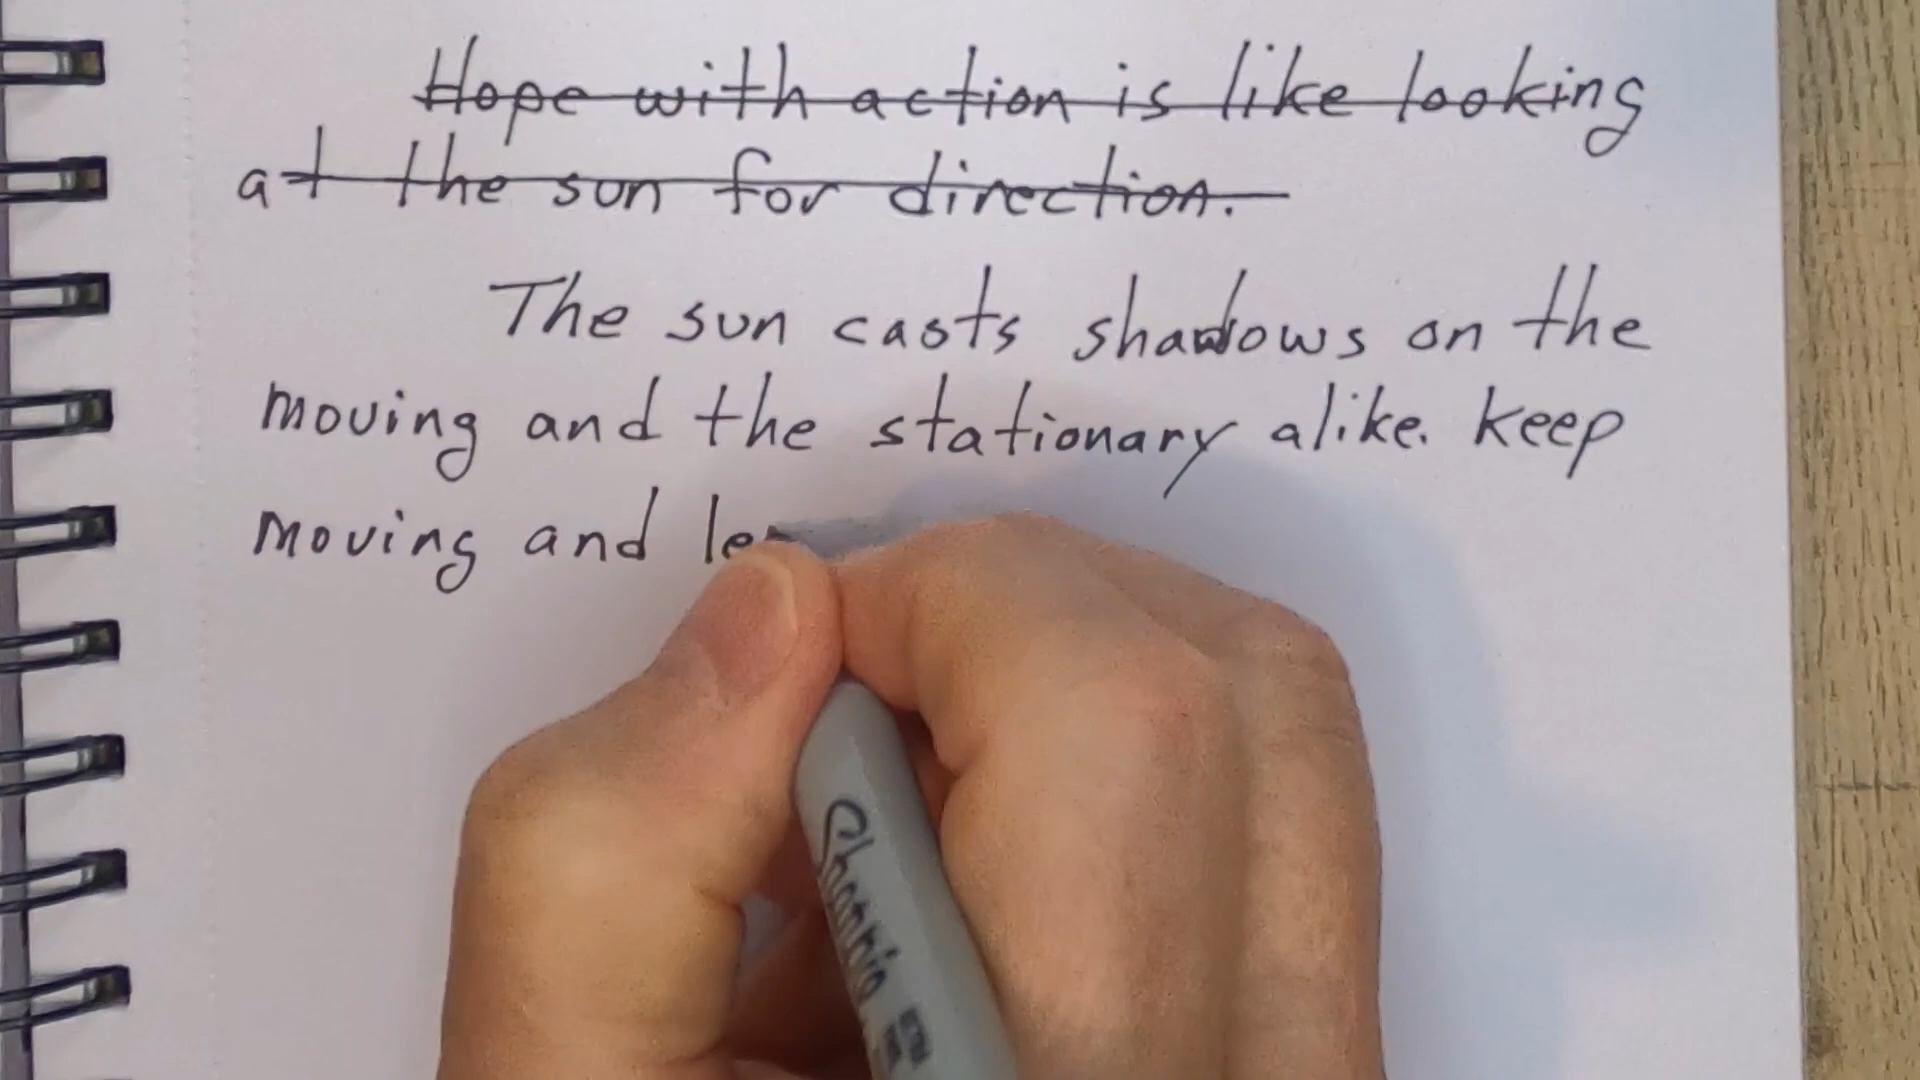 Hope with action is like looking
at the sun for direction.
The sun casts shadows on the
moving and the stationary alike. keep
moving and le